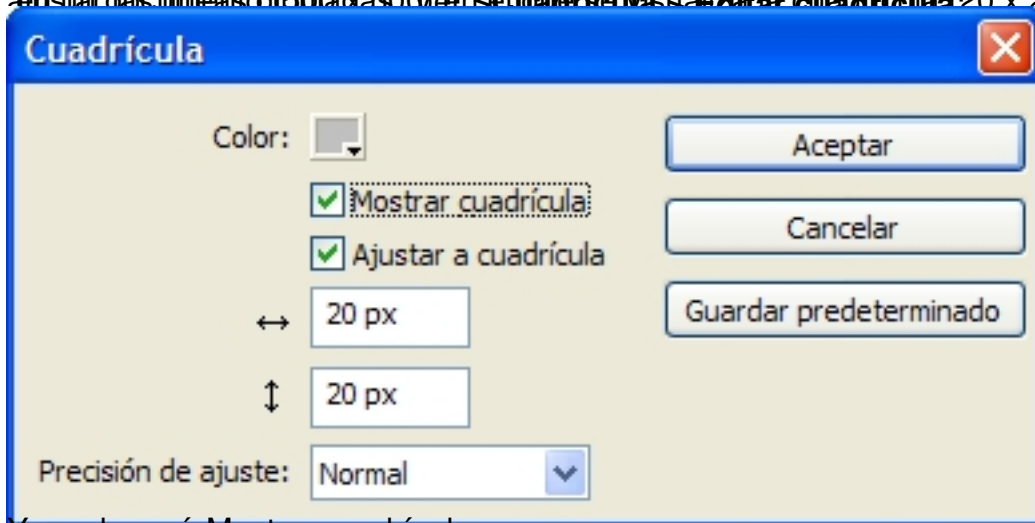 Cuadrícula
Color:
Aceptar
Mostrar cuadrícula
Cancelar
Ajustar a cuadrícula
20 px
Guardar predeterminado
20 px
Precisión de ajuste: Normal